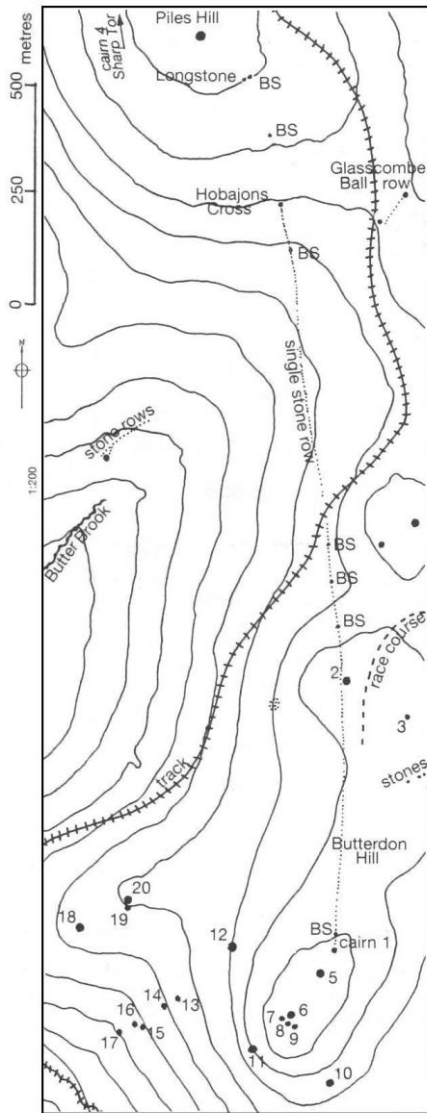 Piles Hill
cairn 4
Sharp Tor
Longstone
BS
BS
500 metres
250
0
Glasscombe
Ball row
Hobajons
Cross
BS
N
single stone row
stone rows
1:200
Butter Brook
BS
BS
BS
race course
2
3
track
stones
Butterdon
Hill
20
19
18
12
BS
cairn 1
5
14
13
7
6
8
9
16
15
17
11
10